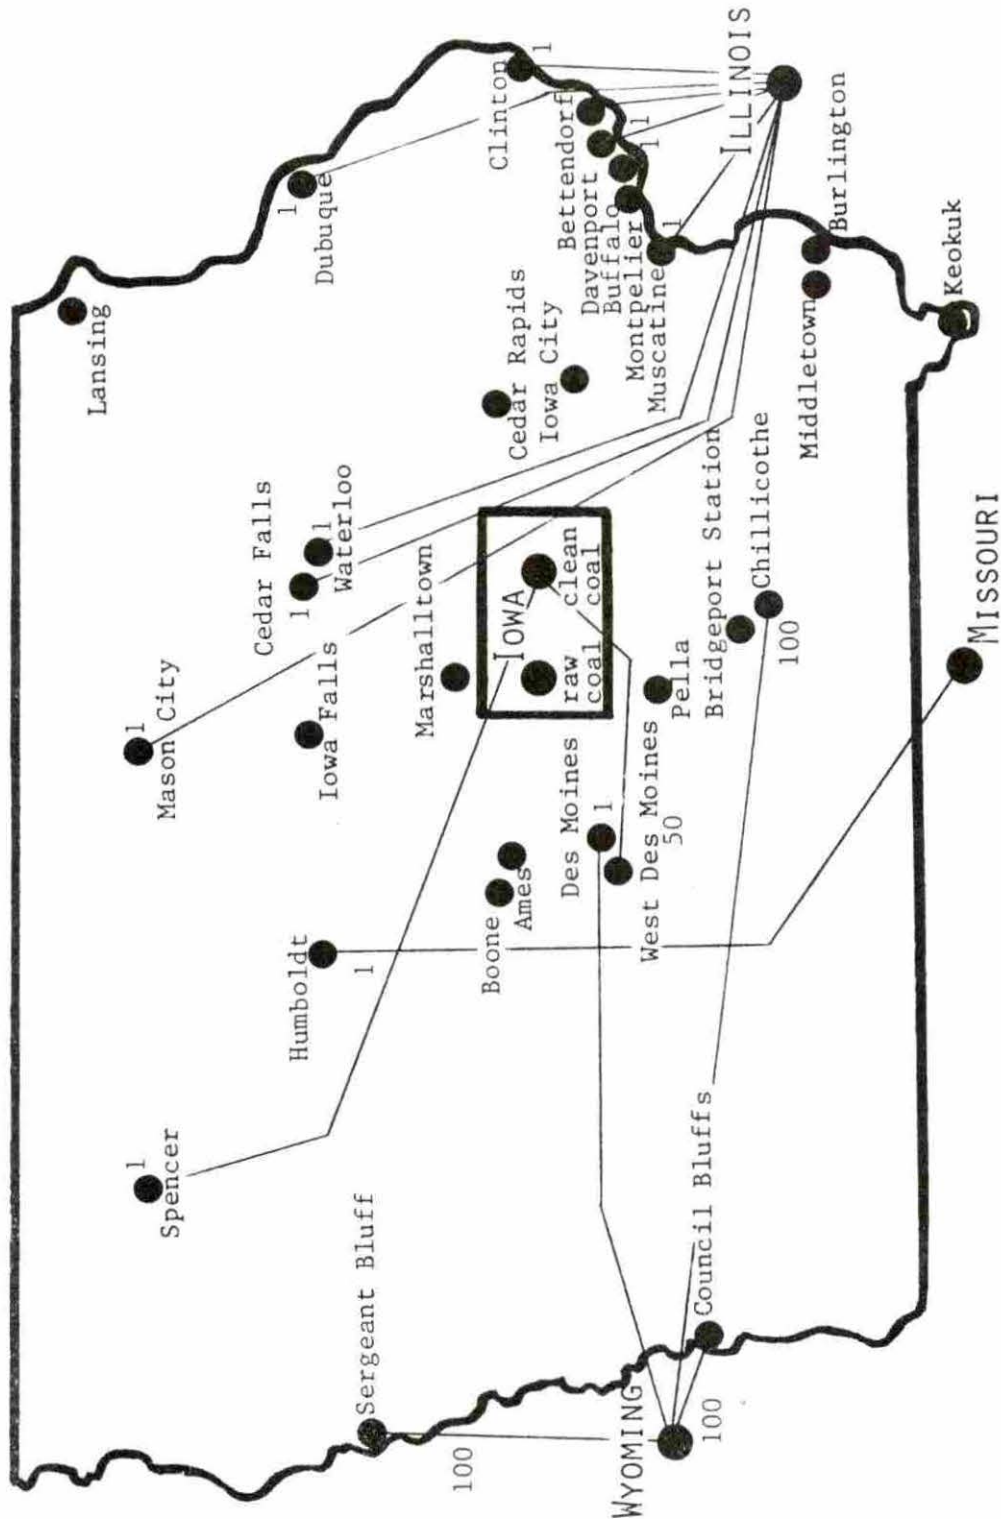 Lansing
1
Dubuque
Mason City
1
Cedar Falls
1
Waterloo
1
Iowa Falls
Spencer
1
Humboldt
1
Sergeant Bluff
100
Marshalltown
Cedar Rapids
Iowa City
Clinton
1
Bettendorf
Davenport
1
Buffalo
1
Montpelier
Muscatine
1
IOWA
raw coal
clean coal
Boone
Ames
Des Moines
1
West Des Moines
50
Pella
Bridgeport Station
Chillicothe
100
WYOMING
100
Council Bluffs
ILLINOIS
Middletown
Burlington
Keokuk
MISSOURI